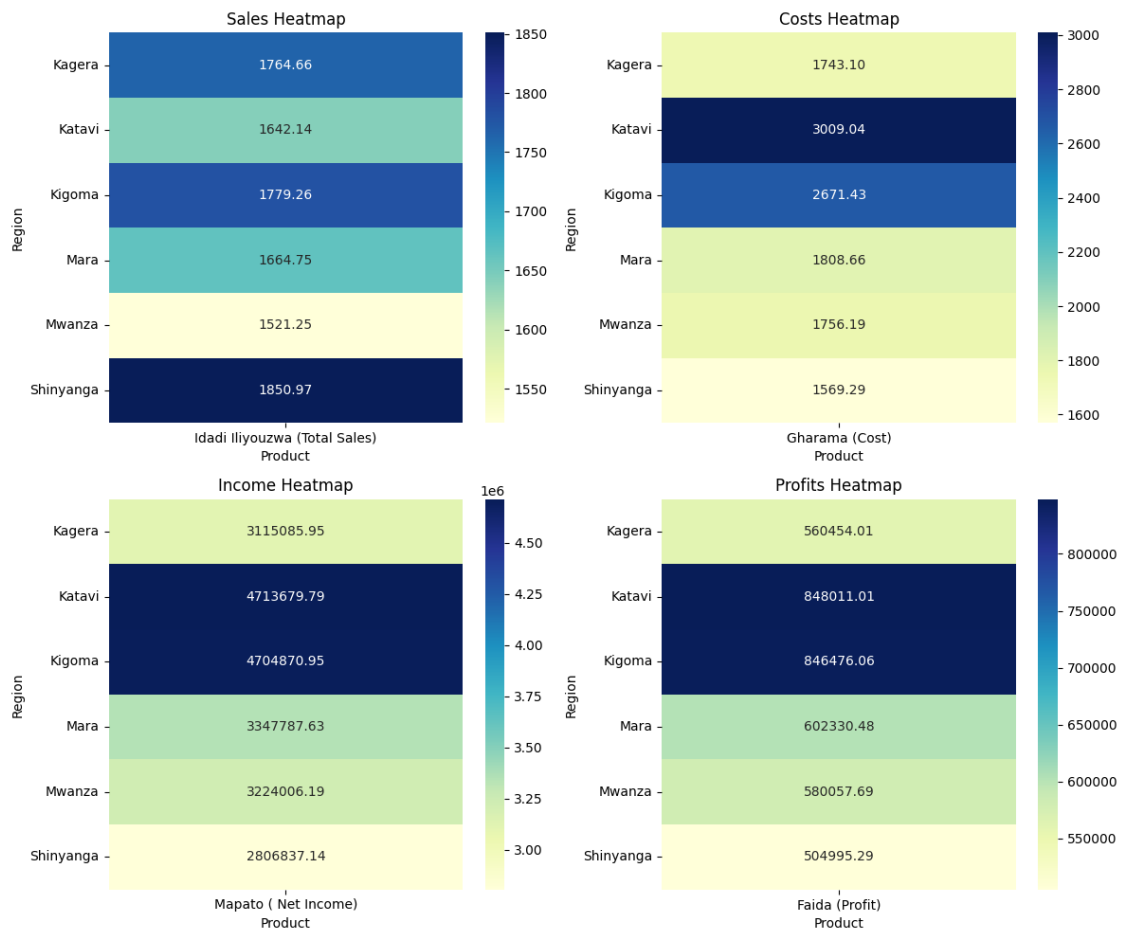 Sales Heatmap
Kagera
Katavi
Kigoma
Mara
Mwanza
Shinyanga
Region
1764.66
1642.14
1779.26
1664.75
1521.25
1850.97
1850
1800
1750
1700
1650
1600
1550
Idadi Iliyouzwa (Total Sales)
Product
Costs Heatmap
Kagera
Katavi
Kigoma
Mara
Mwanza
Shinyanga
Region
1743.10
3009.04
2671.43
1808.66
1756.19
1569.29
3000
2800
2600
2400
2200
2000
1800
1600
Gharama (Cost)
Product
Income Heatmap
1e6
Kagera
Katavi
Kigoma
Mara
Mwanza
Shinyanga
Region
3115085.95
4713679.79
4704870.95
3347787.63
3224006.19
2806837.14
4.50
4.25
4.00
3.75
3.50
3.25
3.00
Mapato ( Net Income)
Product
Profits Heatmap
Kagera
Katavi
Kigoma
Mara
Mwanza
Shinyanga
Region
560454.01
848011.01
846476.06
602330.48
580057.69
504995.29
800000
750000
700000
650000
600000
550000
Faida (Profit)
Product